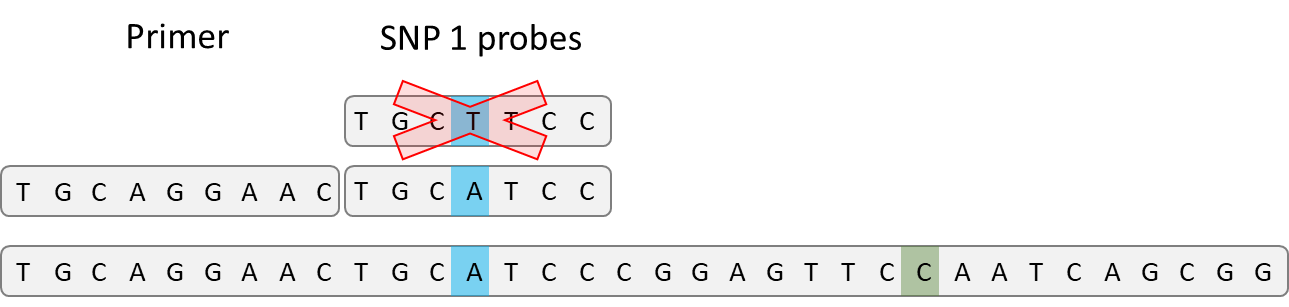 Primer SNP 1 probes
T G C T T C C
T G C A G G A A C T G C A T C C
T G C A G G A A C T G C A T C C C G G A G T T C C A A T C A G C G G